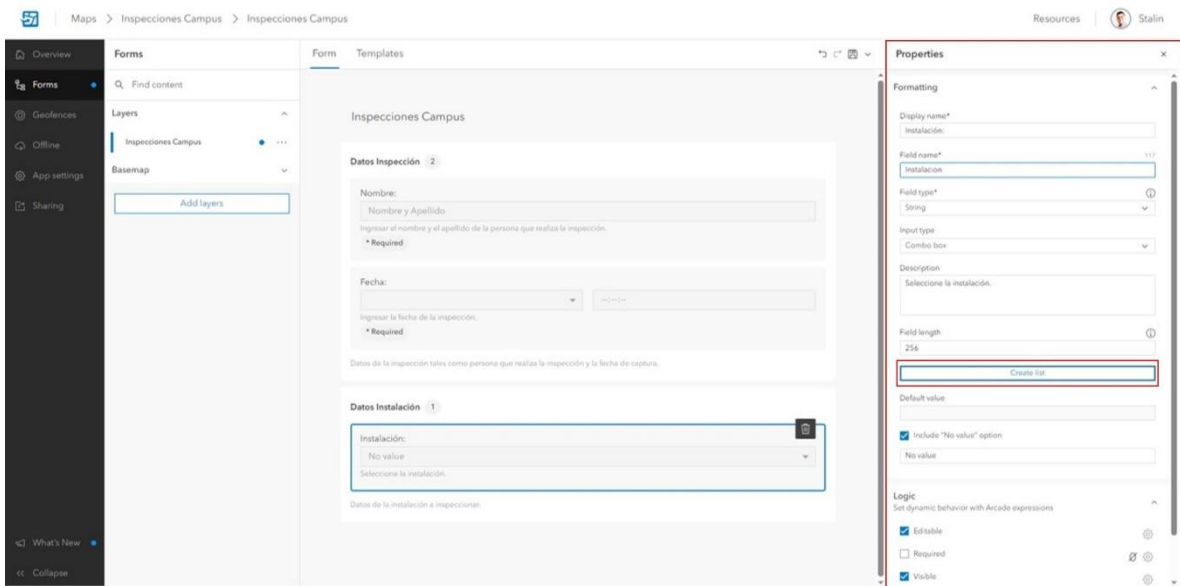 Maps > Inspecciones Campus > Inspecciones Campus
Resources
Stalin
Overview
Forms
Geofences
Offline
App settings
Sharing
What's New
Collapse
Forms
Find content
Layers
Inspecciones Campus
Basemap
Add layers
Form Templates
Inspecciones Campus
Datos Inspección 2
Nombre:
Nombre y Apellido
Ingresar el nombre y el apellido de la persona que realiza la inspección.
* Required
Fecha:
--:--:--
Ingresar la fecha de la inspección.
* Required
Datos de la inspección tales como persona que realiza la inspección y la fecha de captura.
Datos Instalación 1
Instalación:
No value
Seleccione la instalación.
Datos de la instalación a inspeccionar.
Properties
Formatting
Display name*
Instalación:
Field name*
Instalacion
Field type*
String
Input type
Combo box
Description
Seleccione la instalación.
Field length
256
Create list
Default value
Include "No value" option
No value
Logic
Set dynamic behavior with Arcade expressions
Editable
Required
Visible